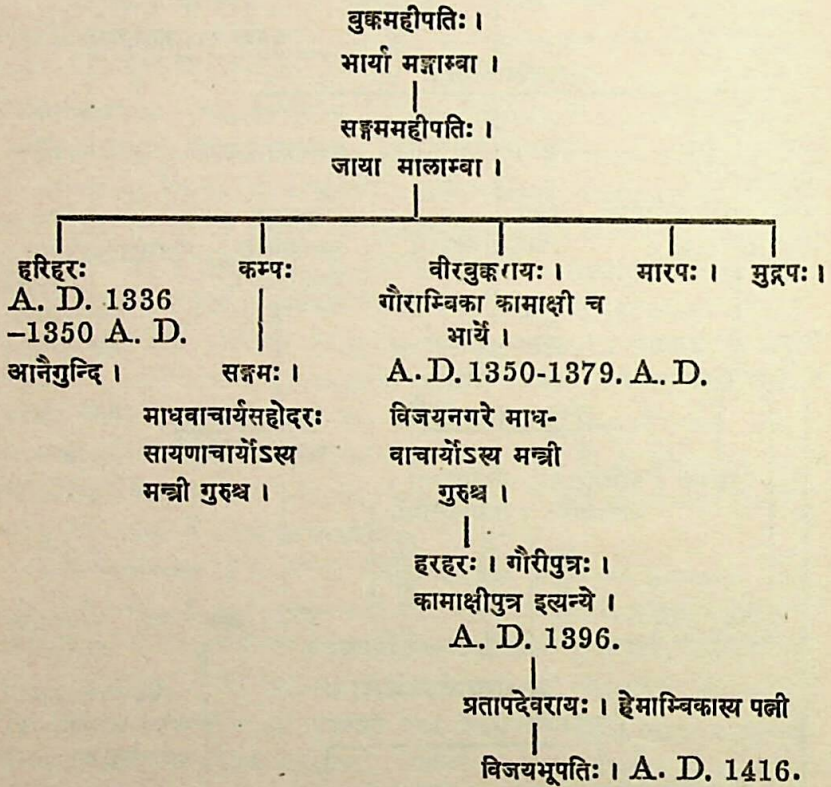 बुक्कमहीपतिः ।
भार्या मङ्गाम्बा ।
सङ्गममहीपतिः ।
जाया मालाम्बा ।
हरिहरः कम्पः वीरबुक्करायः । मारपः । मुद्गपः ।
A. D. 1336 गौराम्बिका कामाक्षी च
–1350 A. D. भार्ये ।
आनैगुन्दि । सङ्गमः । A. D. 1350-1379. A. D.
माधवाचार्यसहोदरः विजयनगरे माध-
सायणाचार्योऽस्य वाचार्योऽस्य मन्त्री
मन्त्री गुरुश्च । गुरुश्च ।
हरहरः । गौरीपुत्रः ।
कामाक्षीपुत्र इत्यन्ये ।
A. D. 1396.
प्रतापदेवरायः । हेमाम्बिकास्य पत्नी
विजयभूपतिः । A. D. 1416.